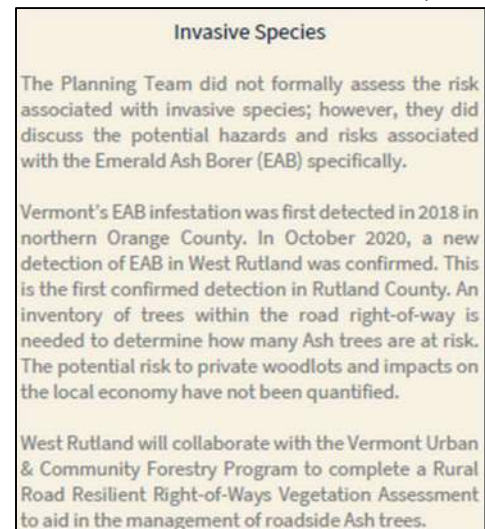 Invasive Species
The Planning Team did not formally assess the risk
associated with invasive species; however, they did
discuss the potential hazards and risks associated
with the Emerald Ash Borer (EAB) specifically.
Vermont's EAB infestation was first detected in 2018 in
northern Orange County. In October 2020, a new
detection of EAB in West Rutland was confirmed. This
is the first confirmed detection in Rutland County. An
inventory of trees within the road right-of-way is
needed to determine how many Ash trees are at risk.
The potential risk to private woodlots and impacts on
the local economy have not been quantified.
West Rutland will collaborate with the Vermont Urban
& Community Forestry Program to complete a Rural
Road Resilient Right-of-Ways Vegetation Assessment
to aid in the management of roadside Ash trees.